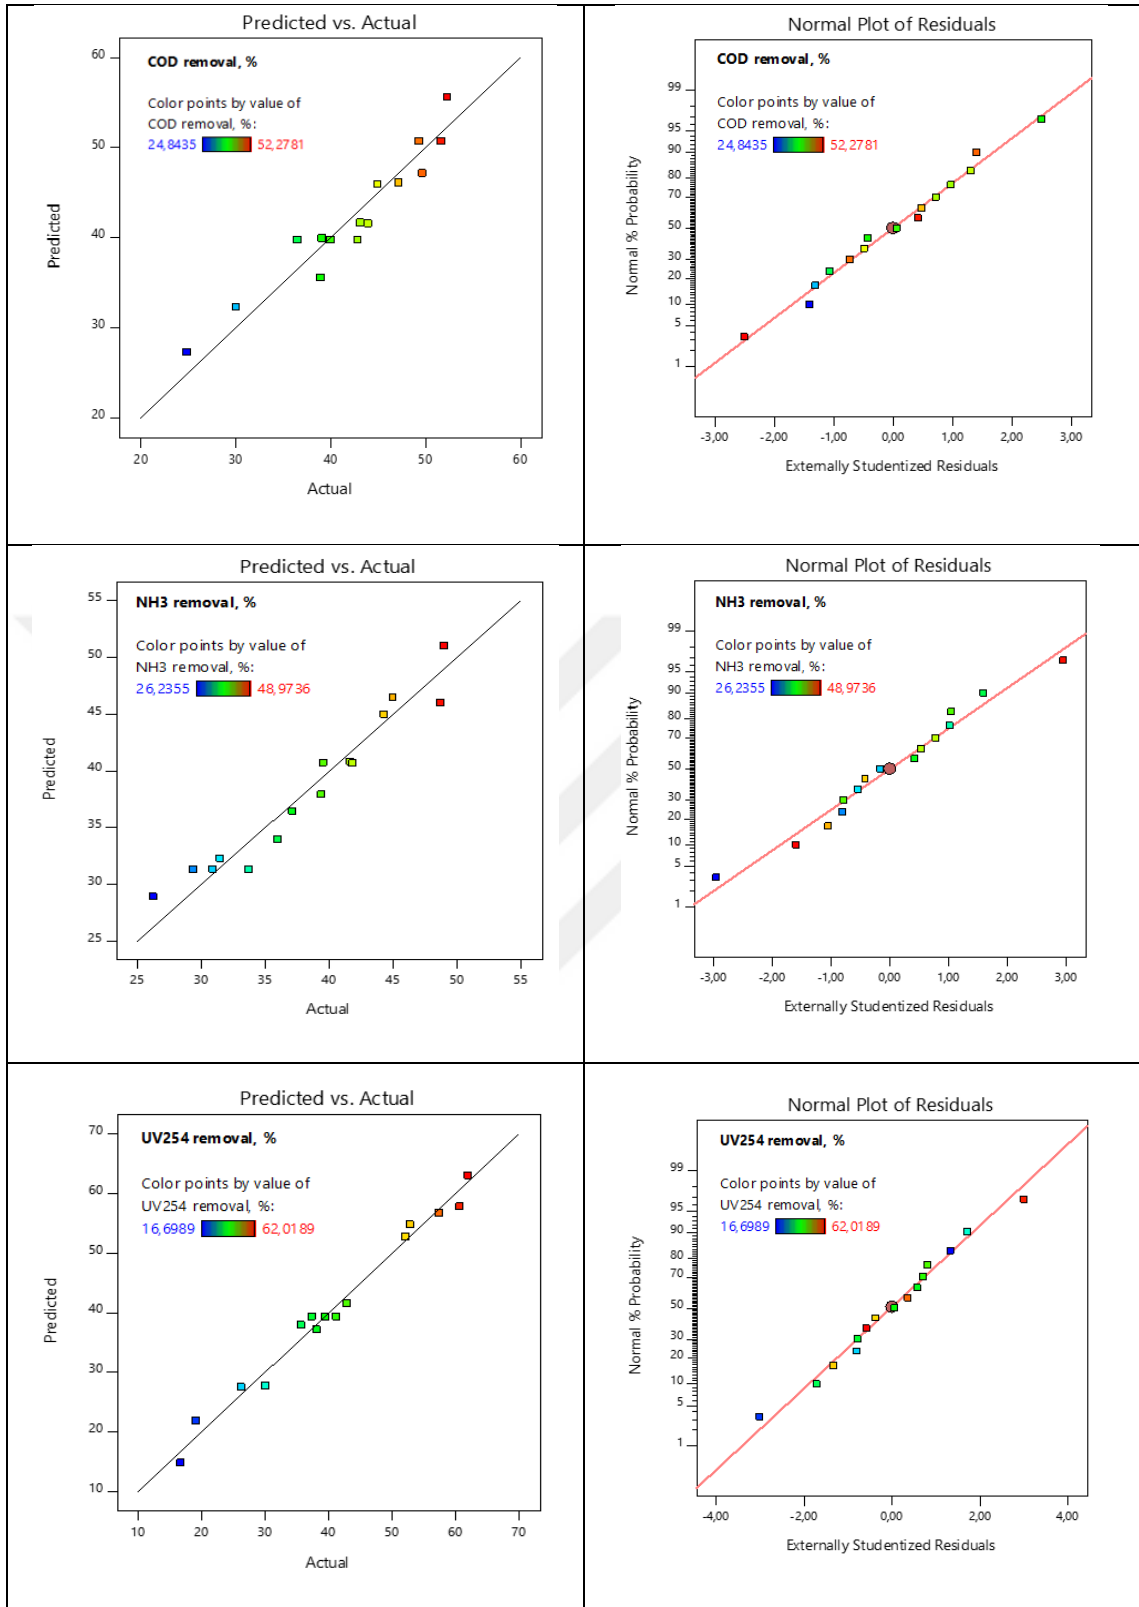 Predicted vs. Actual
COD removal, %
Color points by value of
COD removal, %:
24,8435 52,2781
60
50
40
30
20
Predicted
20 30 40 50 60
Actual
Normal Plot of Residuals
COD removal, %
Color points by value of
COD removal, %:
24,8435 52,2781
99
95
90
80
70
50
30
20
10
5
1
Normal % Probability
-3,00 -2,00 -1,00 0,00 1,00 2,00 3,00
Externally Studentized Residuals
Predicted vs. Actual
NH3 removal, %
Color points by value of
NH3 removal, %:
26,2355 48,9736
55
50
45
40
35
30
25
Predicted
25 30 35 40 45 50 55
Actual
Normal Plot of Residuals
NH3 removal, %
Color points by value of
NH3 removal, %:
26,2355 48,9736
99
95
90
80
70
50
30
20
10
5
1
Normal % Probability
-3,00 -2,00 -1,00 0,00 1,00 2,00 3,00
Externally Studentized Residuals
Predicted vs. Actual
UV254 removal, %
Color points by value of
UV254 removal, %:
16,6989 62,0189
70
60
50
40
30
20
10
Predicted
10 20 30 40 50 60 70
Actual
Normal Plot of Residuals
UV254 removal, %
Color points by value of
UV254 removal, %:
16,6989 62,0189
99
95
90
80
70
50
30
20
10
5
1
Normal % Probability
-4,00 -2,00 0,00 2,00 4,00
Externally Studentized Residuals